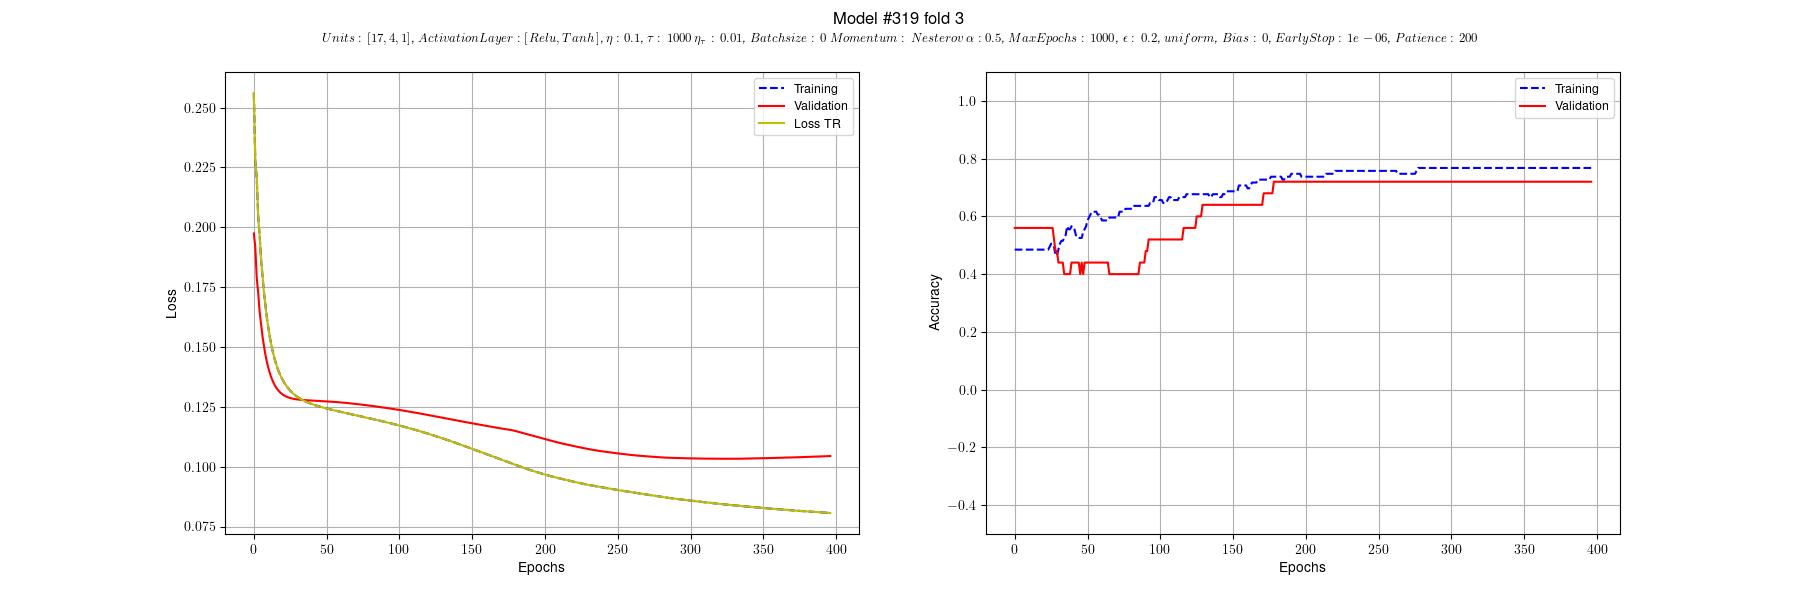 Model #319 fold 3
Units : [17, 4, 1], ActivationLayer : [Relu, Tanh], η : 0.1, τ : 1000 η_τ : 0.01, Batchsize : 0 Momentum : Nesterov α : 0.5, MaxEpochs : 1000, ϵ : 0.2, uniform, Bias : 0, EarlyStop : 1e − 06, Patience : 200
Loss
0.250
0.225
0.200
0.175
0.150
0.125
0.100
0.075
Training
Validation
Loss TR
0 50 100 150 200 250 300 350 400
Epochs
Accuracy
1.0
0.8
0.6
0.4
0.2
0.0
−0.2
−0.4
Training
Validation
0 50 100 150 200 250 300 350 400
Epochs